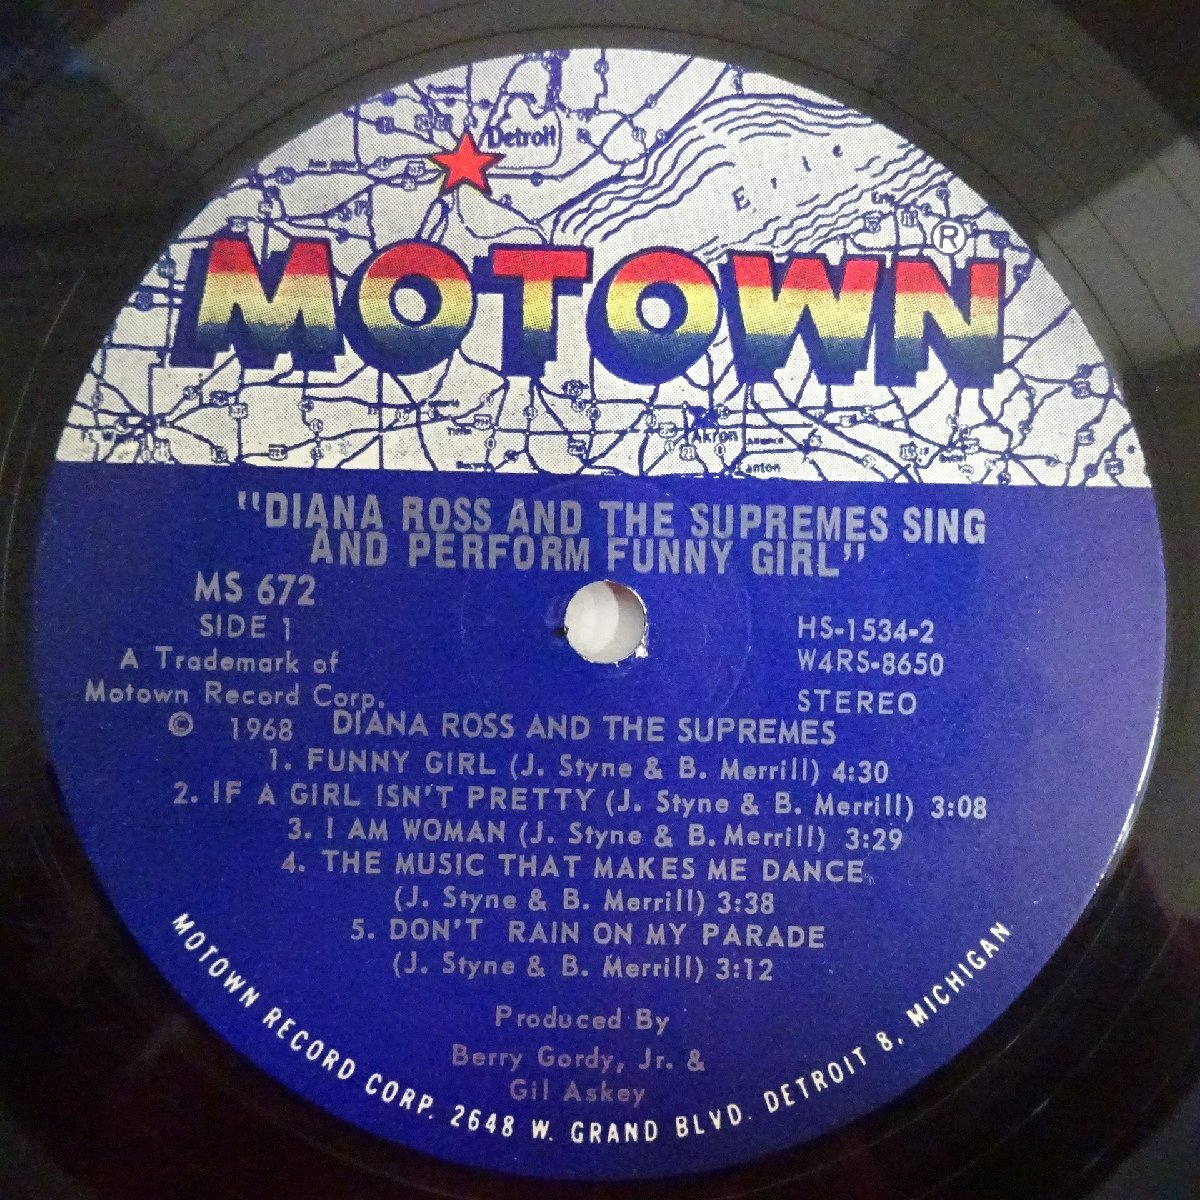 Detroit
Erie
MOTOWN®
Akron
Canton
"DIANA ROSS AND THE SUPREMES SING
AND PERFORM FUNNY GIRL"
MS 672
SIDE 1
HS-1534-2
A Trademark of
W4RS-8650
Motown Record Corp.
STEREO
© 1968 DIANA ROSS AND THE SUPREMES
1. FUNNY GIRL (J. Styne & B. Merrill) 4:30
2. IF A GIRL ISN'T PRETTY (J. Styne & B. Merrill) 3:08
3. I AM WOMAN (J. Styne & B. Merrill) 3:29
4. THE MUSIC THAT MAKES ME DANCE
(J. Styne & B. Merrill) 3:38
5. DON'T RAIN ON MY PARADE
(J. Styne & B. Merrill) 3:12
Produced By
Berry Gordy, Jr. &
Gil Askey
MOTOWN RECORD CORP. 2648 W. GRAND BLVD. DETROIT 8, MICHIGAN